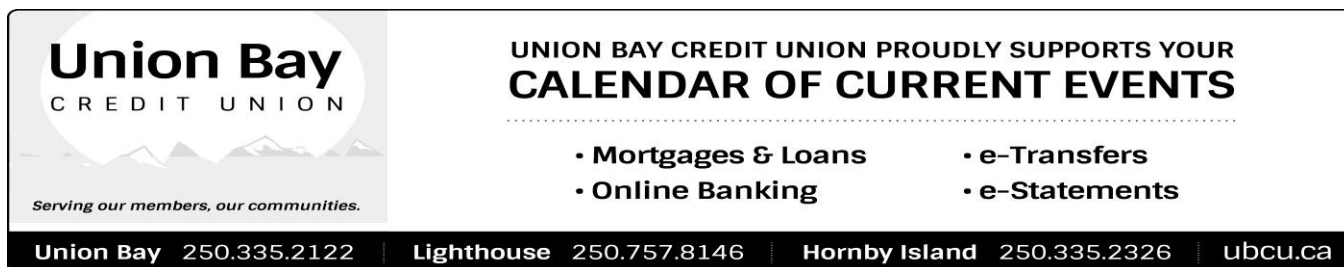 Union Bay
CREDIT UNION
Serving our members, our communities.
UNION BAY CREDIT UNION PROUDLY SUPPORTS YOUR
CALENDAR OF CURRENT EVENTS
• Mortgages & Loans
• Online Banking
• e-Transfers
• e-Statements
Union Bay 250.335.2122 Lighthouse 250.757.8146 Hornby Island 250.335.2326 ubcu.ca